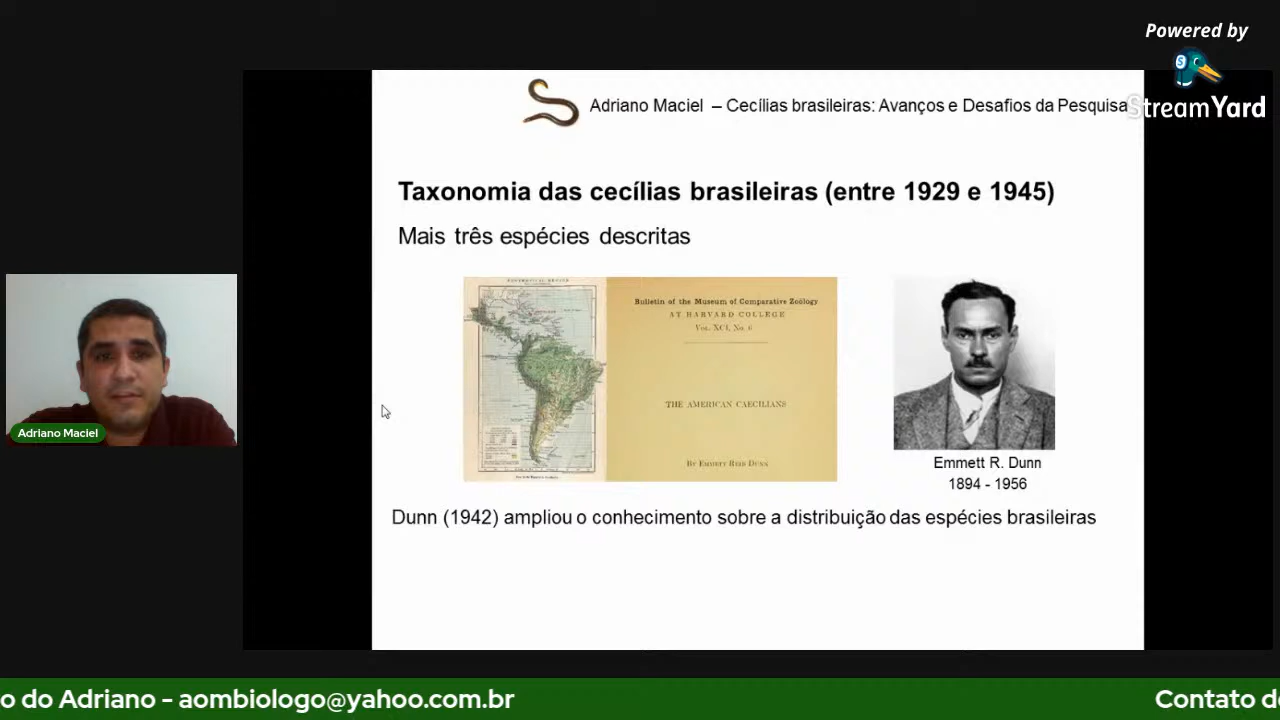 Powered by
StreamYard
Adriano Maciel – Cecílias brasileiras: Avanços e Desafios da Pesquisa
Taxonomia das cecílias brasileiras (entre 1929 e 1945)
Mais três espécies descritas
Bulletin of the Museum of Comparative Zoölogy
AT HARVARD COLLEGE
Vol. XCI, No. 6
THE AMERICAN CAECILIANS
By Emmett Reid Dunn
Emmett R. Dunn
1894 - 1956
Adriano Maciel
Dunn (1942) ampliou o conhecimento sobre a distribuição das espécies brasileiras
o do Adriano - aombiologo@yahoo.com.br
Contato d